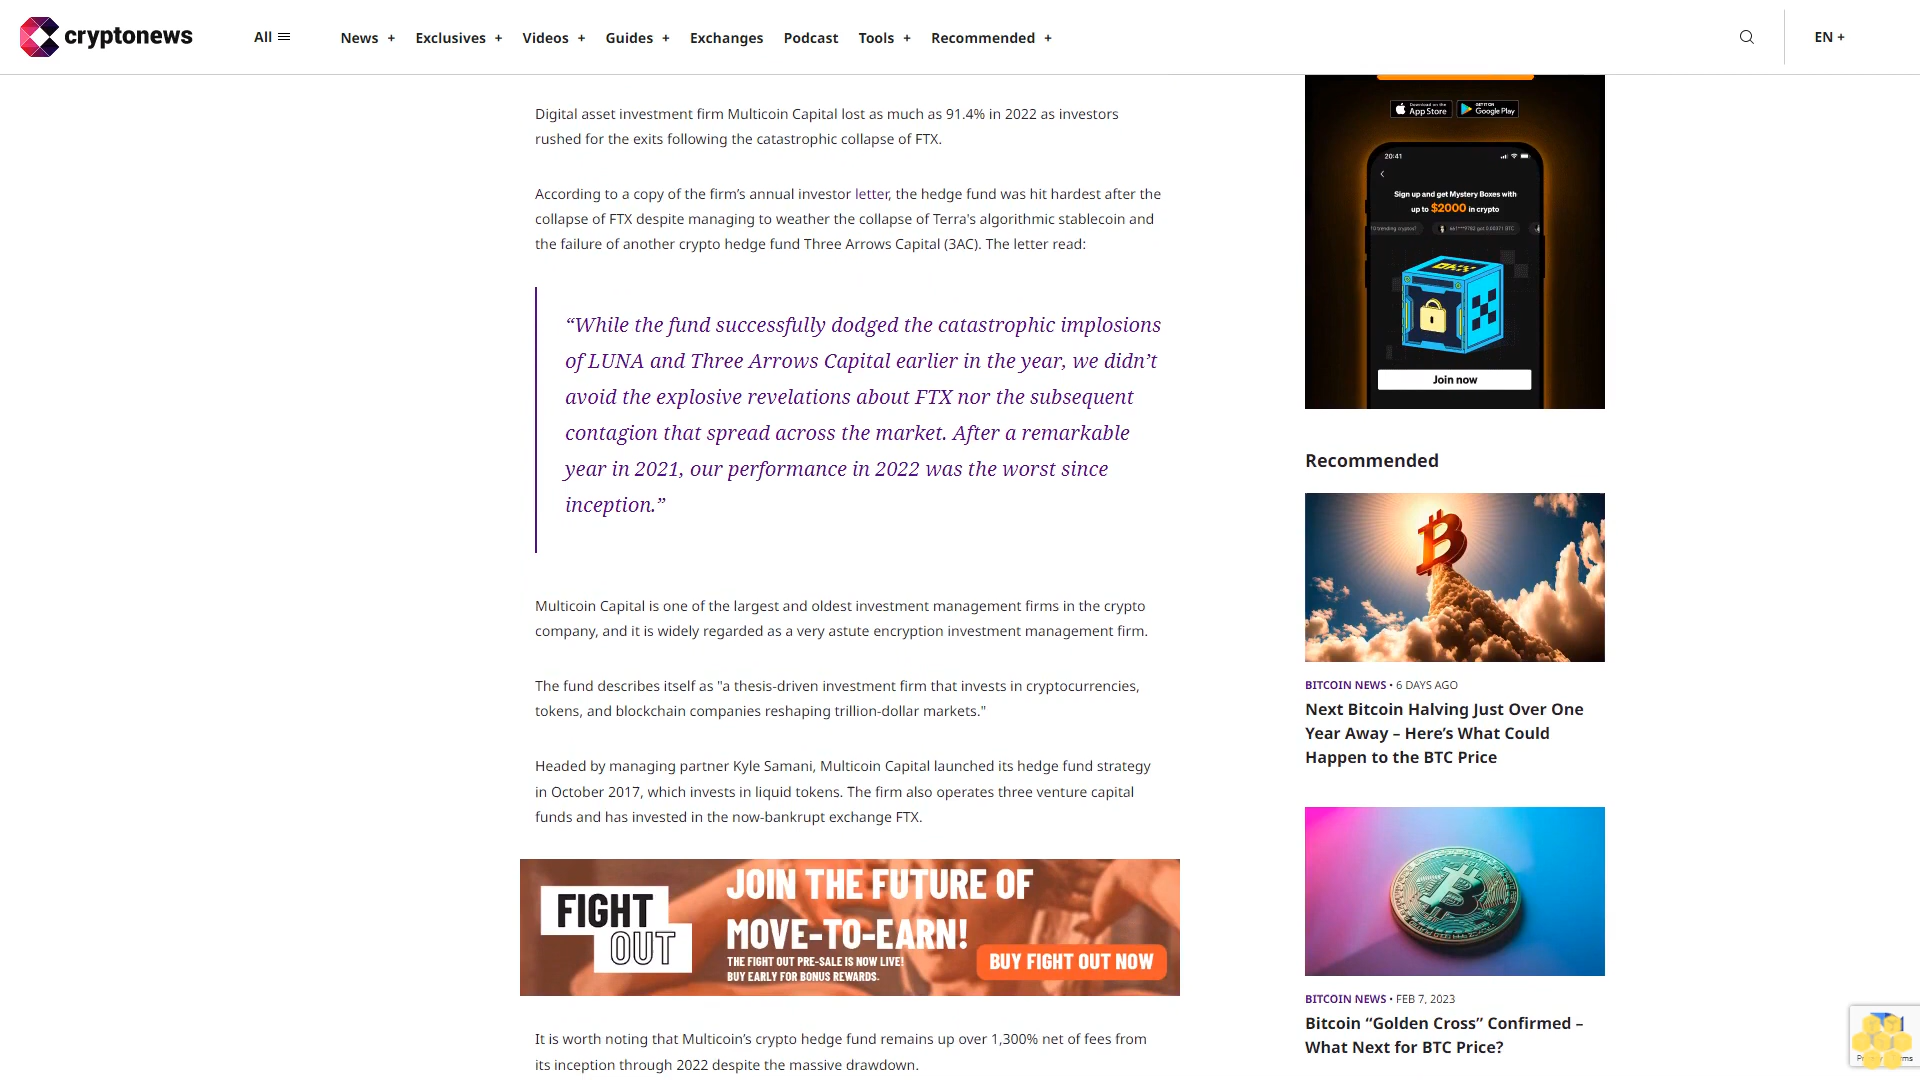 cryptonews
All
News +
Exclusives +
Videos +
Guides +
Exchanges
Podcast
Tools +
Recommended +
EN +
Digital asset investment firm Multicoin Capital lost as much as 91.4% in 2022 as investors
rushed for the exits following the catastrophic collapse of FTX.
According to a copy of the firm’s annual investor letter, the hedge fund was hit hardest after the
collapse of FTX despite managing to weather the collapse of Terra's algorithmic stablecoin and
the failure of another crypto hedge fund Three Arrows Capital (3AC). The letter read:
“While the fund successfully dodged the catastrophic implosions
of LUNA and Three Arrows Capital earlier in the year, we didn’t
avoid the explosive revelations about FTX nor the subsequent
contagion that spread across the market. After a remarkable
year in 2021, our performance in 2022 was the worst since
inception.”
Multicoin Capital is one of the largest and oldest investment management firms in the crypto
company, and it is widely regarded as a very astute encryption investment management firm.
The fund describes itself as "a thesis-driven investment firm that invests in cryptocurrencies,
tokens, and blockchain companies reshaping trillion-dollar markets."
Headed by managing partner Kyle Samani, Multicoin Capital launched its hedge fund strategy
in October 2017, which invests in liquid tokens. The firm also operates three venture capital
funds and has invested in the now-bankrupt exchange FTX.
FIGHT
OUT
JOIN THE FUTURE OF
MOVE-TO-EARN!
THE FIGHT OUT PRE-SALE IS NOW LIVE!
BUY EARLY FOR BONUS REWARDS.
BUY FIGHT OUT NOW
It is worth noting that Multicoin’s crypto hedge fund remains up over 1,300% net of fees from
its inception through 2022 despite the massive drawdown.
Download on the
App Store
GET IT ON
Google Play
20:41
Sign up and get Mystery Boxes with
up to $2000 in crypto
Join now
Recommended
BITCOIN NEWS • 6 DAYS AGO
Next Bitcoin Halving Just Over One
Year Away – Here’s What Could
Happen to the BTC Price
BITCOIN NEWS • FEB 7, 2023
Bitcoin “Golden Cross” Confirmed –
What Next for BTC Price?